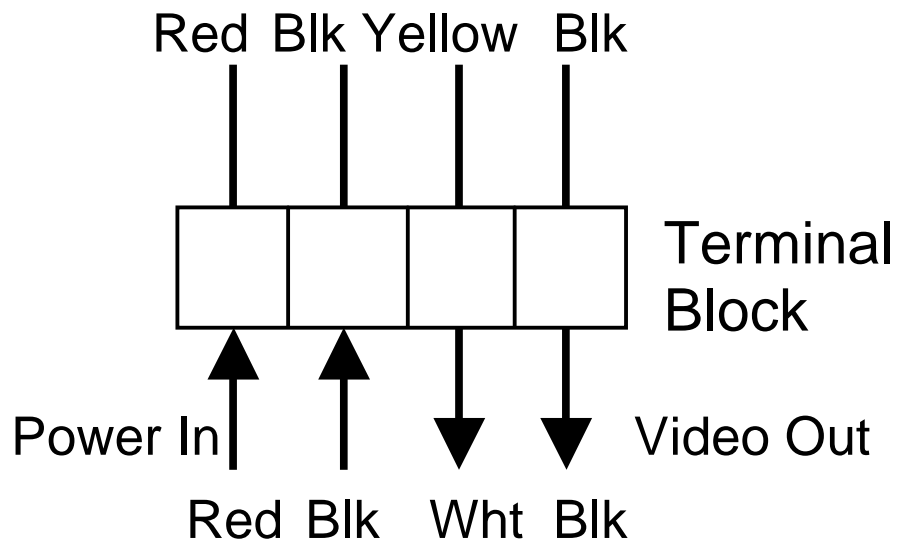 Red Blk Yellow Blk
Terminal
Block
Power In
Video Out
Red Blk Wht Blk